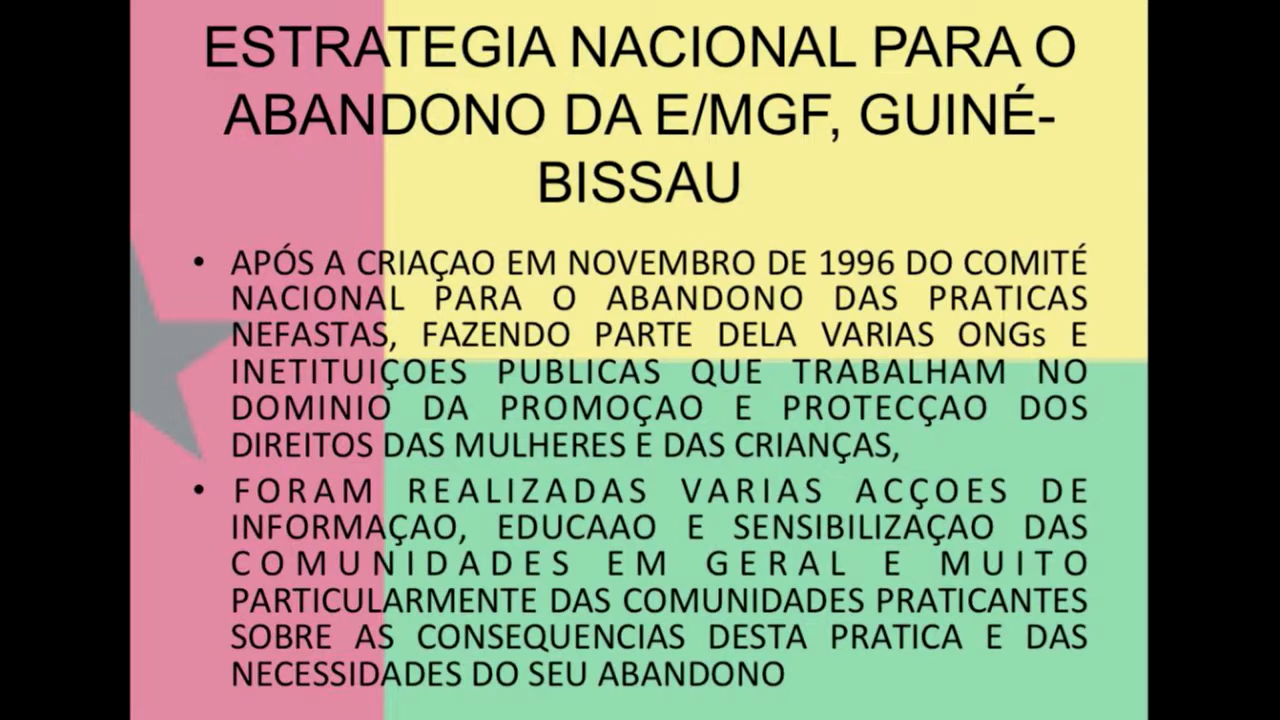 ESTRATEGIA NACIONAL PARA O
ABANDONO DA E/MGF, GUINÉ-
BISSAU
• APÓS A CRIAÇAO EM NOVEMBRO DE 1996 DO COMITÉ
NACIONAL PARA O ABANDONO DAS PRATICAS
NEFASTAS, FAZENDO PARTE DELA VARIAS ONGs E
INETITUIÇOES PUBLICAS QUE TRABALHAM NO
DOMINIO DA PROMOÇAO E PROTECÇAO DOS
DIREITOS DAS MULHERES E DAS CRIANÇAS,
• FORAM REALIZADAS VARIAS ACÇOES DE
INFORMAÇAO, EDUCAAO E SENSIBILIZAÇAO DAS
COMUNIDADES EM GERAL E MUITO
PARTICULARMENTE DAS COMUNIDADES PRATICANTES
SOBRE AS CONSEQUENCIAS DESTA PRATICA E DAS
NECESSIDADES DO SEU ABANDONO